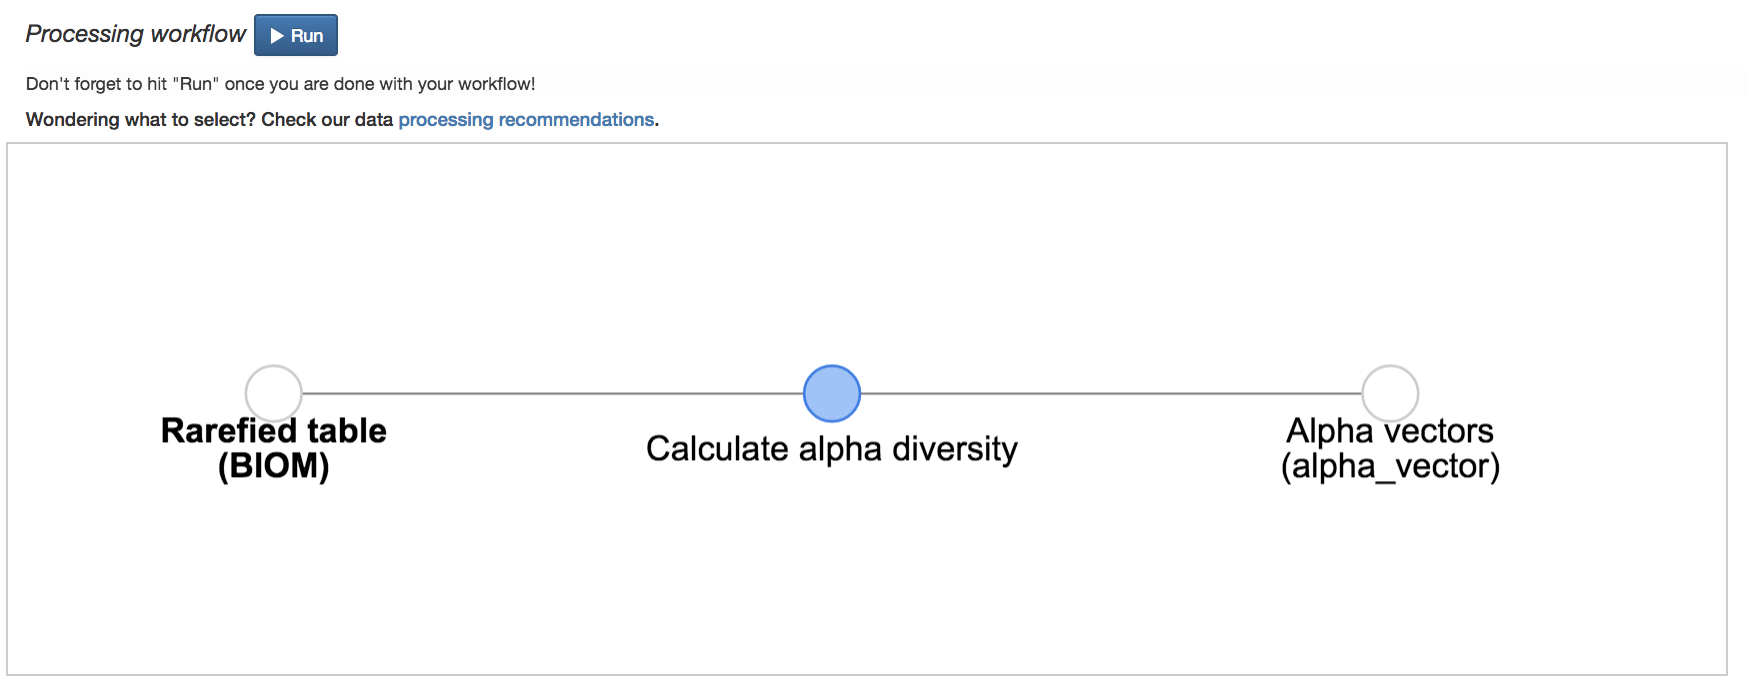 Processing workflow Run
Don't forget to hit "Run" once you are done with your workflow!
Wondering what to select? Check our data processing recommendations.
Rarefied table
(BIOM)
Calculate alpha diversity
Alpha vectors
(alpha_vector)